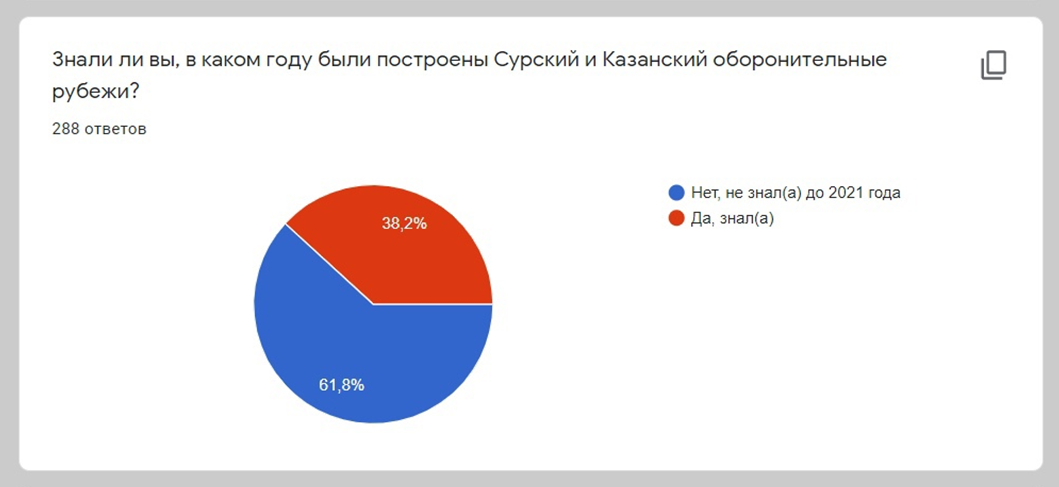 Знали ли вы, в каком году были построены Сурский и Казанский оборонительные
рубежи?
288 ответов
Нет, не знал(а) до 2021 года
Да, знал(а)
38,2%
61,8%